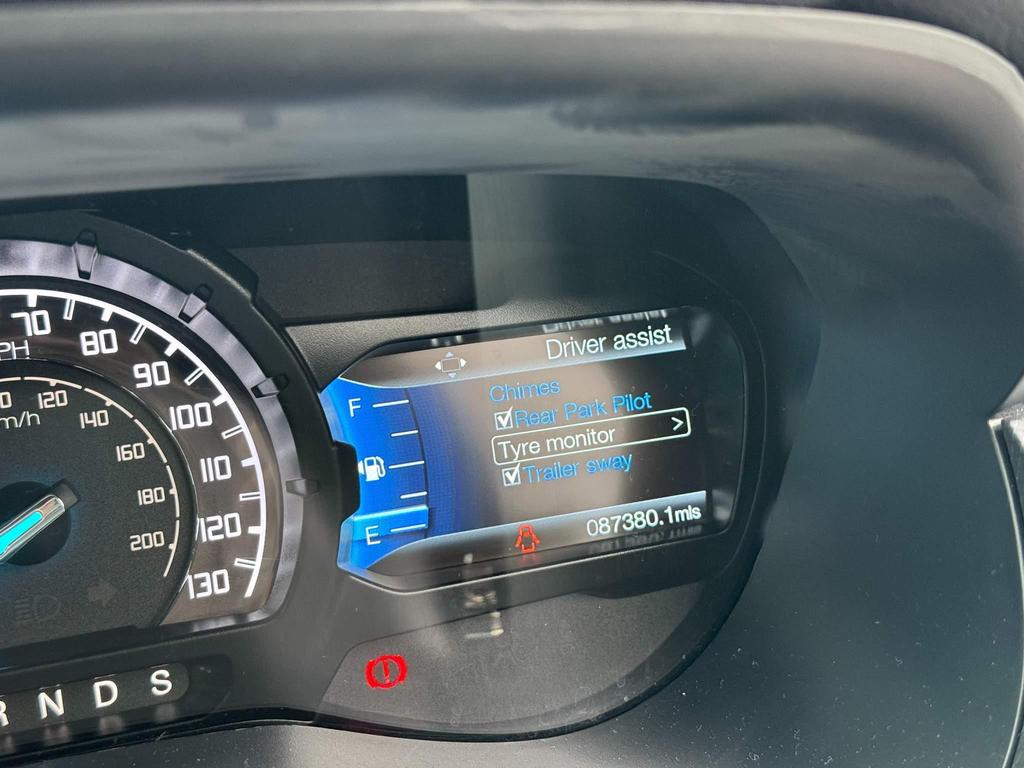 70
80
90
100
110
120
130
PH
m/h
120
140
160
180
200
Driver assist
Chimes
Rear Park Pilot
Tyre monitor >
Trailer sway
087380.1mls
F
E
N D S